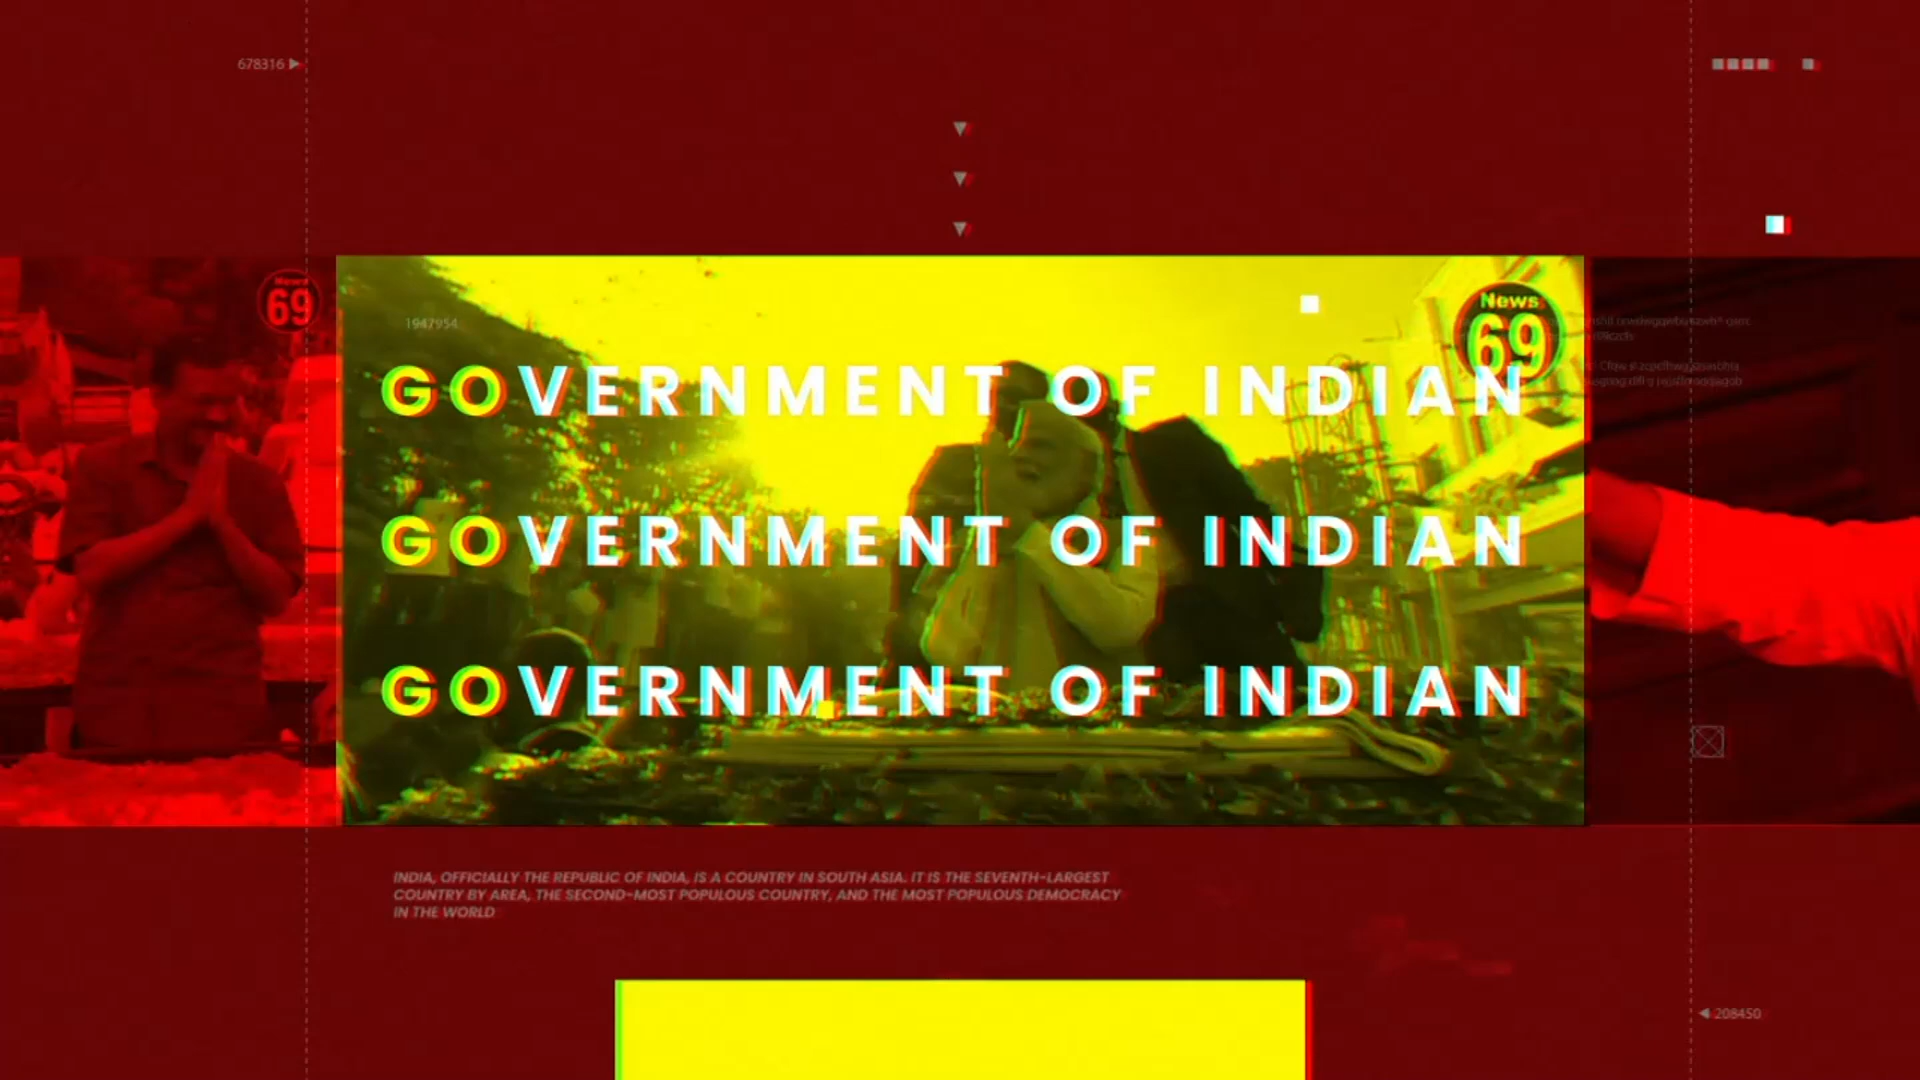 678316
News
69
69
1947954
GOVERNMENT OF INDIAN
GOVERNMENT OF INDIAN
GOVERNMENT OF INDIAN
INDIA, OFFICIALLY THE REPUBLIC OF INDIA, IS A COUNTRY IN SOUTH ASIA. IT IS THE SEVENTH-LARGEST
COUNTRY BY AREA, THE SECOND-MOST POPULOUS COUNTRY, AND THE MOST POPULOUS DEMOCRACY
IN THE WORLD
208450